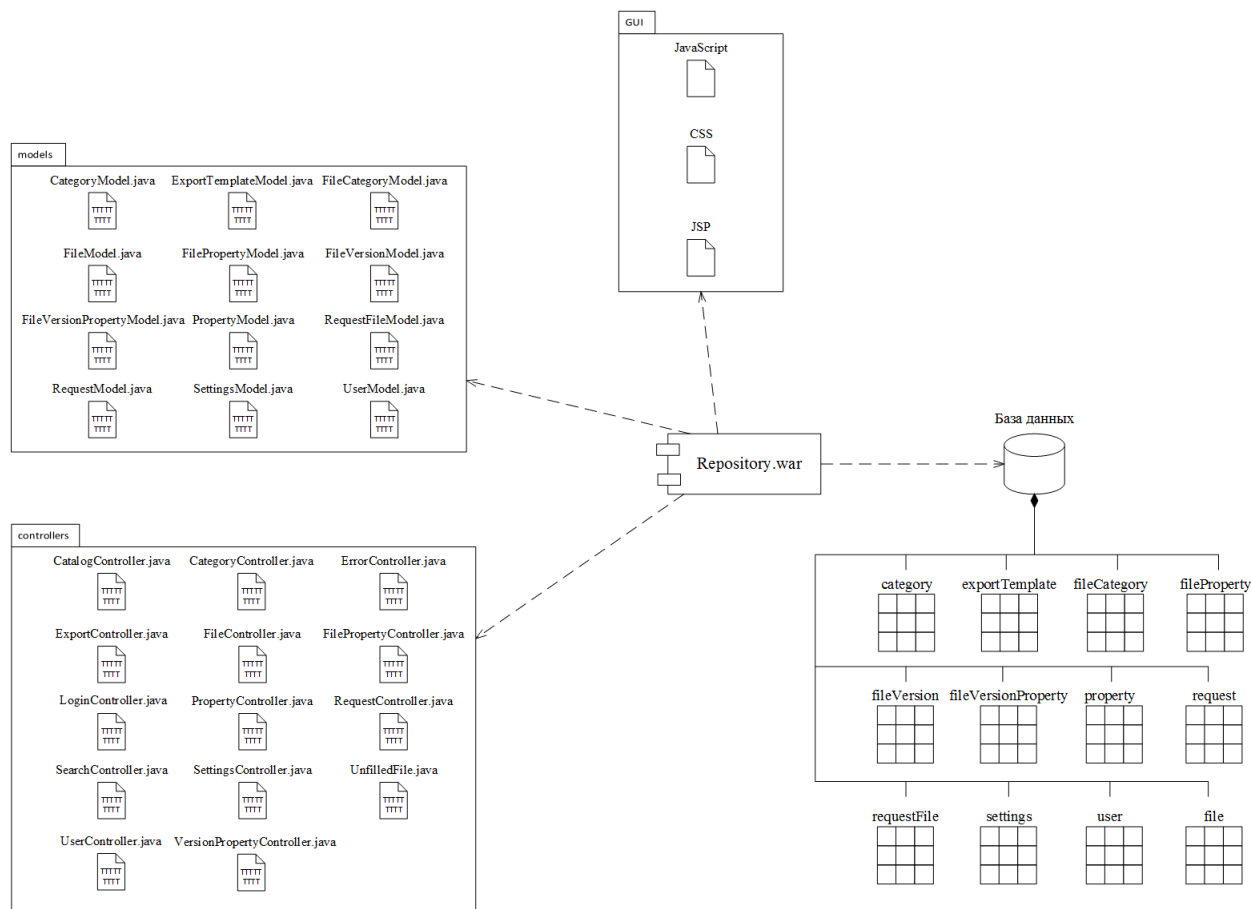 GUI
JavaScript
CSS
JSP
models
CategoryModel.java ExportTemplateModel.java FileCategoryModel.java
FileModel.java FilePropertyModel.java FileVersionModel.java
FileVersionPropertyModel.java PropertyModel.java RequestFileModel.java
RequestModel.java SettingsModel.java UserModel.java
Repository.war
База данных
controllers
CatalogController.java CategoryController.java ErrorController.java
ExportController.java FileController.java FilePropertyController.java
LoginController.java PropertyController.java RequestController.java
SearchController.java SettingsController.java UnfilledFile.java
UserController.java VersionPropertyController.java
category exportTemplate fileCategory fileProperty
fileVersion fileVersionProperty property request
requestFile settings user file